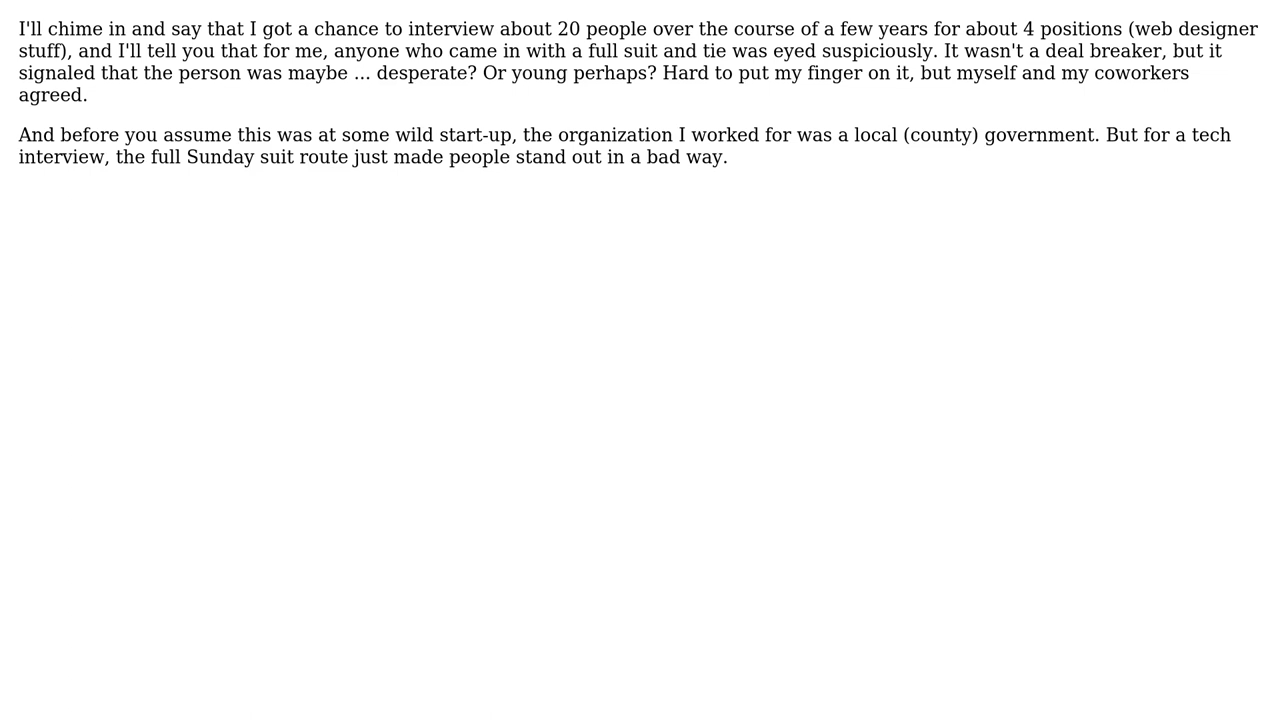 I'll chime in and say that I got a chance to interview about 20 people over the course of a few years for about 4 positions (web designer
stuff), and I'll tell you that for me, anyone who came in with a full suit and tie was eyed suspiciously. It wasn't a deal breaker, but it
signaled that the person was maybe ... desperate? Or young perhaps? Hard to put my finger on it, but myself and my coworkers
agreed.
And before you assume this was at some wild start-up, the organization I worked for was a local (county) government. But for a tech
interview, the full Sunday suit route just made people stand out in a bad way.